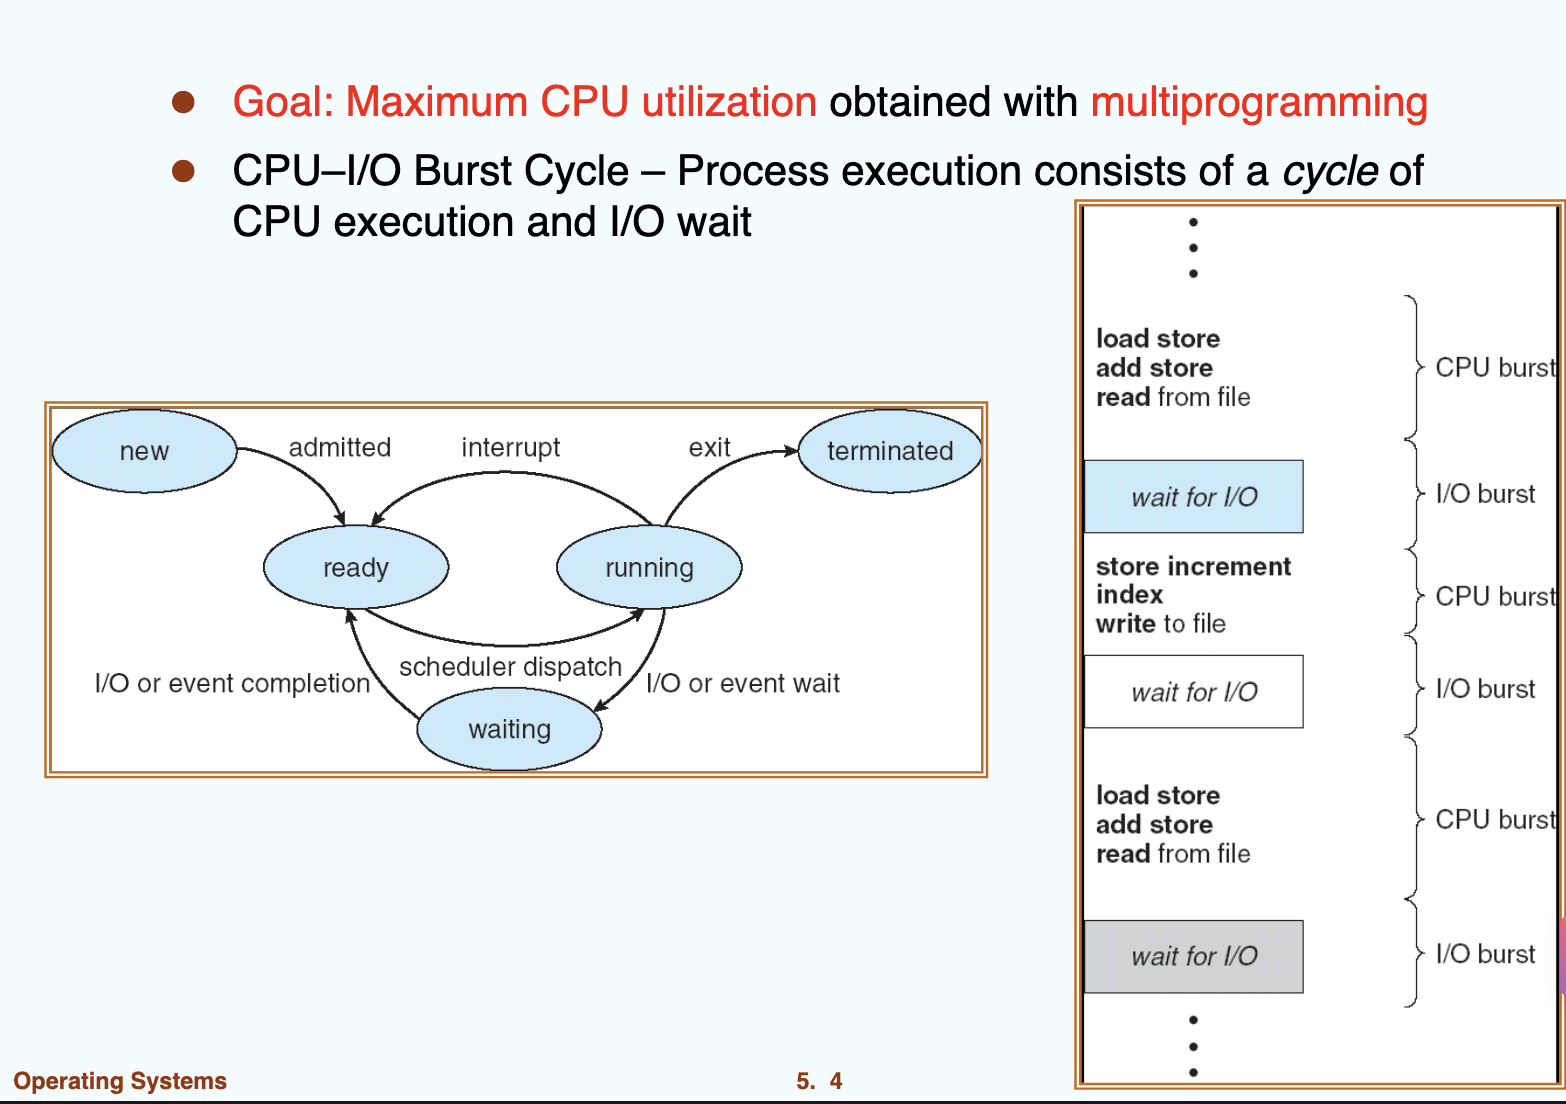 Goal: Maximum CPU utilization obtained with multiprogramming
CPU–I/O Burst Cycle – Process execution consists of a cycle of
CPU execution and I/O wait
new
admitted
interrupt
exit
terminated
ready
running
scheduler dispatch
I/O or event completion
I/O or event wait
waiting
load store
add store
read from file
CPU burst
wait for I/O
I/O burst
store increment
index
write to file
CPU burst
wait for I/O
I/O burst
load store
add store
read from file
CPU burst
wait for I/O
I/O burst
Operating Systems
5. 4